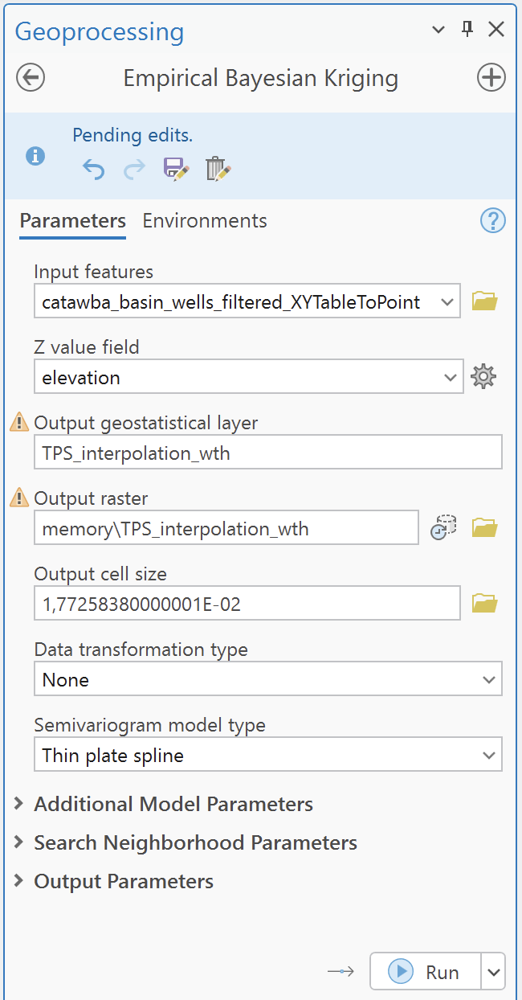 Geoprocessing
Empirical Bayesian Kriging
Pending edits.
Parameters Environments
Input features
catawba_basin_wells_filtered_XYTableToPoint
Z value field
elevation
Output geostatistical layer
TPS_interpolation_wth
Output raster
memory\TPS_interpolation_wth
Output cell size
1,77258380000001E-02
Data transformation type
None
Semivariogram model type
Thin plate spline
Additional Model Parameters
Search Neighborhood Parameters
Output Parameters
Run